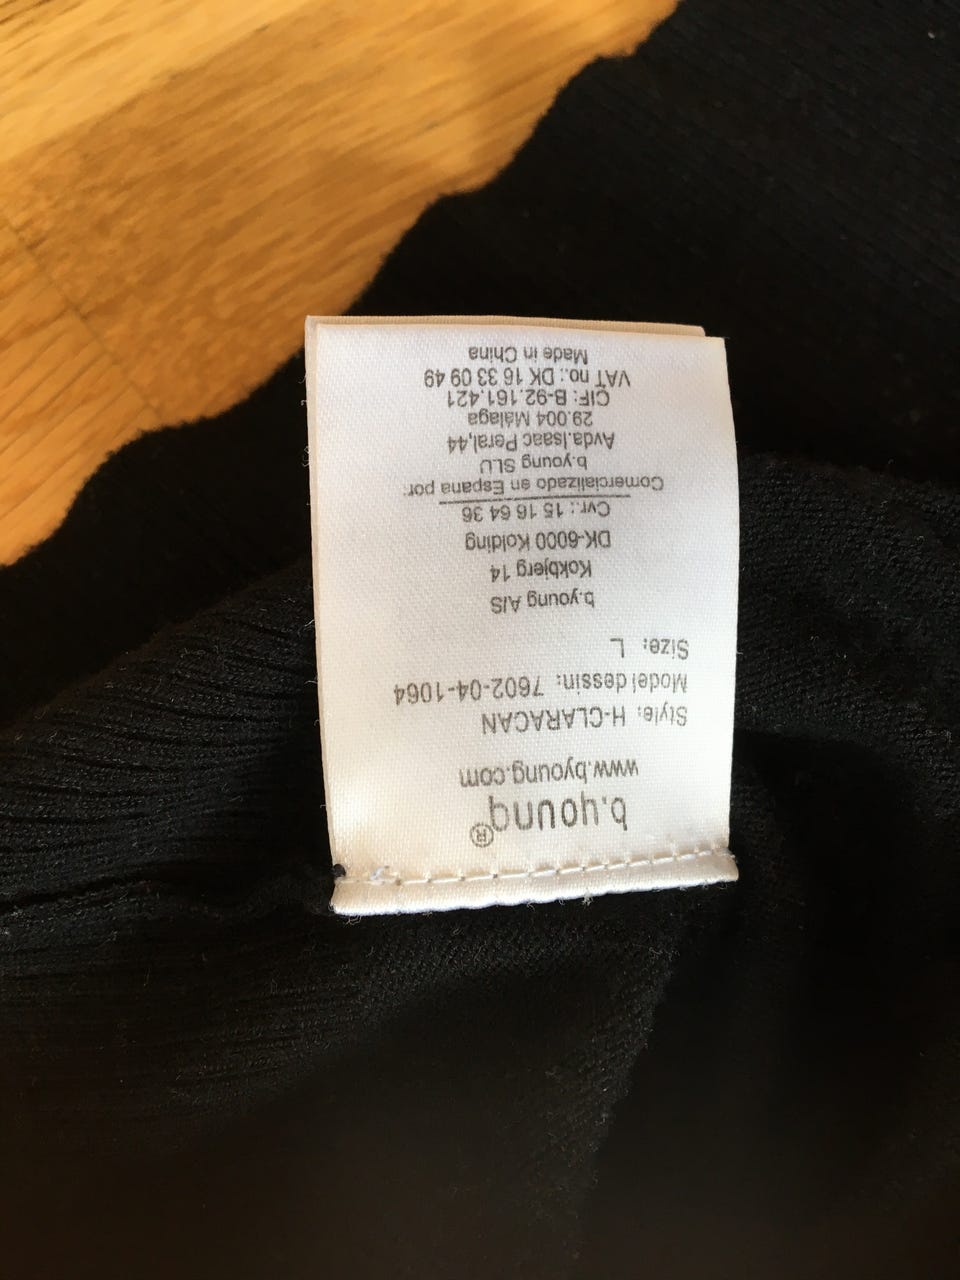 b.young®
www.byoung.com
Style: H-CLARACAN
Model dessin: 7602-04-1064
Size: L
b.young A/S
Kokbjerg 14
DK-6000 Kolding
Cvr.: 15 16 64 36
Comercializado en Espana por:
b.young SLU
Avda.Isaac Peral,44
29.004 Málaga
CIF: B-92.161.421
VAT no.: DK 16 33 09 49
Made in China